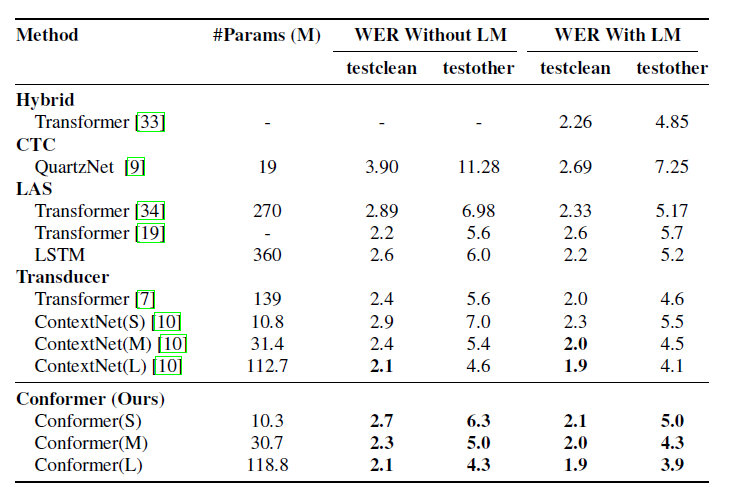 Method #Params (M) WER Without LM WER With LM
testclean testother testclean testother
Hybrid
Transformer [33] - - - 2.26 4.85
CTC
QuartzNet [9] 19 3.90 11.28 2.69 7.25
LAS
Transformer [34] 270 2.89 6.98 2.33 5.17
Transformer [19] - 2.2 5.6 2.6 5.7
LSTM 360 2.6 6.0 2.2 5.2
Transducer
Transformer [7] 139 2.4 5.6 2.0 4.6
ContextNet(S) [10] 10.8 2.9 7.0 2.3 5.5
ContextNet(M) [10] 31.4 2.4 5.4 2.0 4.5
ContextNet(L) [10] 112.7 2.1 4.6 1.9 4.1
Conformer (Ours)
Conformer(S) 10.3 2.7 6.3 2.1 5.0
Conformer(M) 30.7 2.3 5.0 2.0 4.3
Conformer(L) 118.8 2.1 4.3 1.9 3.9